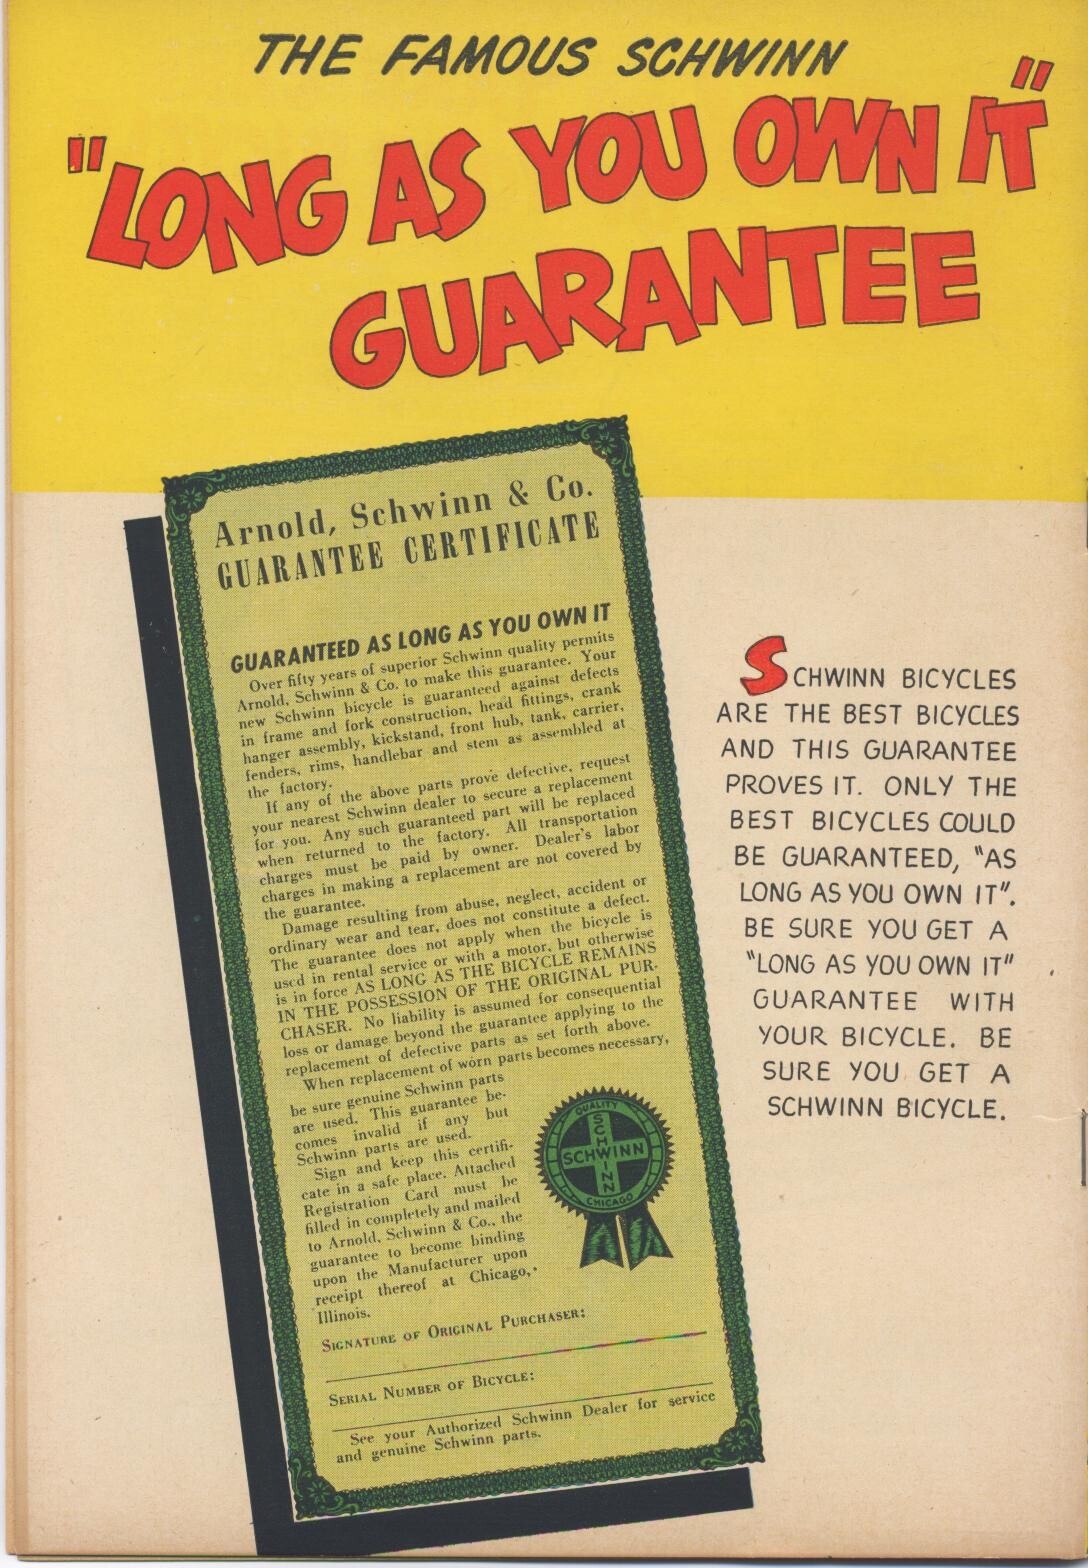 THE FAMOUS SCHWINN
"LONG AS YOU OWN IT"
GUARANTEE
Arnold, Schwinn & Co.
GUARANTEE CERTIFICATE
GUARANTEED AS LONG AS YOU OWN IT
Over fifty years of superior Schwinn quality permits
Arnold, Schwinn & Co. to make this guarantee. Your
new Schwinn bicycle is guaranteed against defects
in frame and fork construction, head fittings, crank
hanger assembly, kickstand, front hub, tank, carrier,
fenders, rims, handlebar and stem as assembled at
the factory.
If any of the above parts prove defective, request
your nearest Schwinn dealer to secure a replacement
for you. Any such guaranteed part will be replaced
when returned to the factory. All transportation
charges must be paid by owner. Dealer's labor
charges in making a replacement are not covered by
the guarantee.
Damage resulting from abuse, neglect, accident or
ordinary wear and tear, does not constitute a defect.
The guarantee does not apply when the bicycle is
used in rental service or with a motor, but otherwise
is in force AS LONG AS THE BICYCLE REMAINS
IN THE POSSESSION OF THE ORIGINAL PUR-
CHASER. No liability is assumed for consequential
loss or damage beyond the guarantee applying to the
replacement of defective parts as set forth above.
When replacement of worn parts becomes necessary,
be sure genuine Schwinn parts
are used. This guarantee be-
comes invalid if any but
Schwinn parts are used.
Sign and keep this certifi-
cate in a safe place. Attached
Registration Card must be
filled in completely and mailed
to Arnold, Schwinn & Co., the
guarantee to become binding
upon the Manufacturer upon
receipt thereof at Chicago,
Illinois.
QUALITY
SCHWINN
SCHWINN
CHICAGO
SIGNATURE OF ORIGINAL PURCHASER:
SERIAL NUMBER OF BICYCLE:
See your Authorized Schwinn Dealer for service
and genuine Schwinn parts.
SCHWINN BICYCLES
ARE THE BEST BICYCLES
AND THIS GUARANTEE
PROVES IT. ONLY THE
BEST BICYCLES COULD
BE GUARANTEED, "AS
LONG AS YOU OWN IT".
BE SURE YOU GET A
"LONG AS YOU OWN IT"
GUARANTEE WITH
YOUR BICYCLE. BE
SURE YOU GET A
SCHWINN BICYCLE.